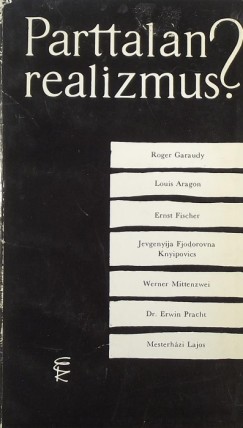 Parttalan
realizmus?
Roger Garaudy
Louis Aragon
Ernst Fischer
Jevgenyija Fjodorovna
Knyipovics
Werner Mittenzwei
Dr. Erwin Pracht
Mesterházi Lajos